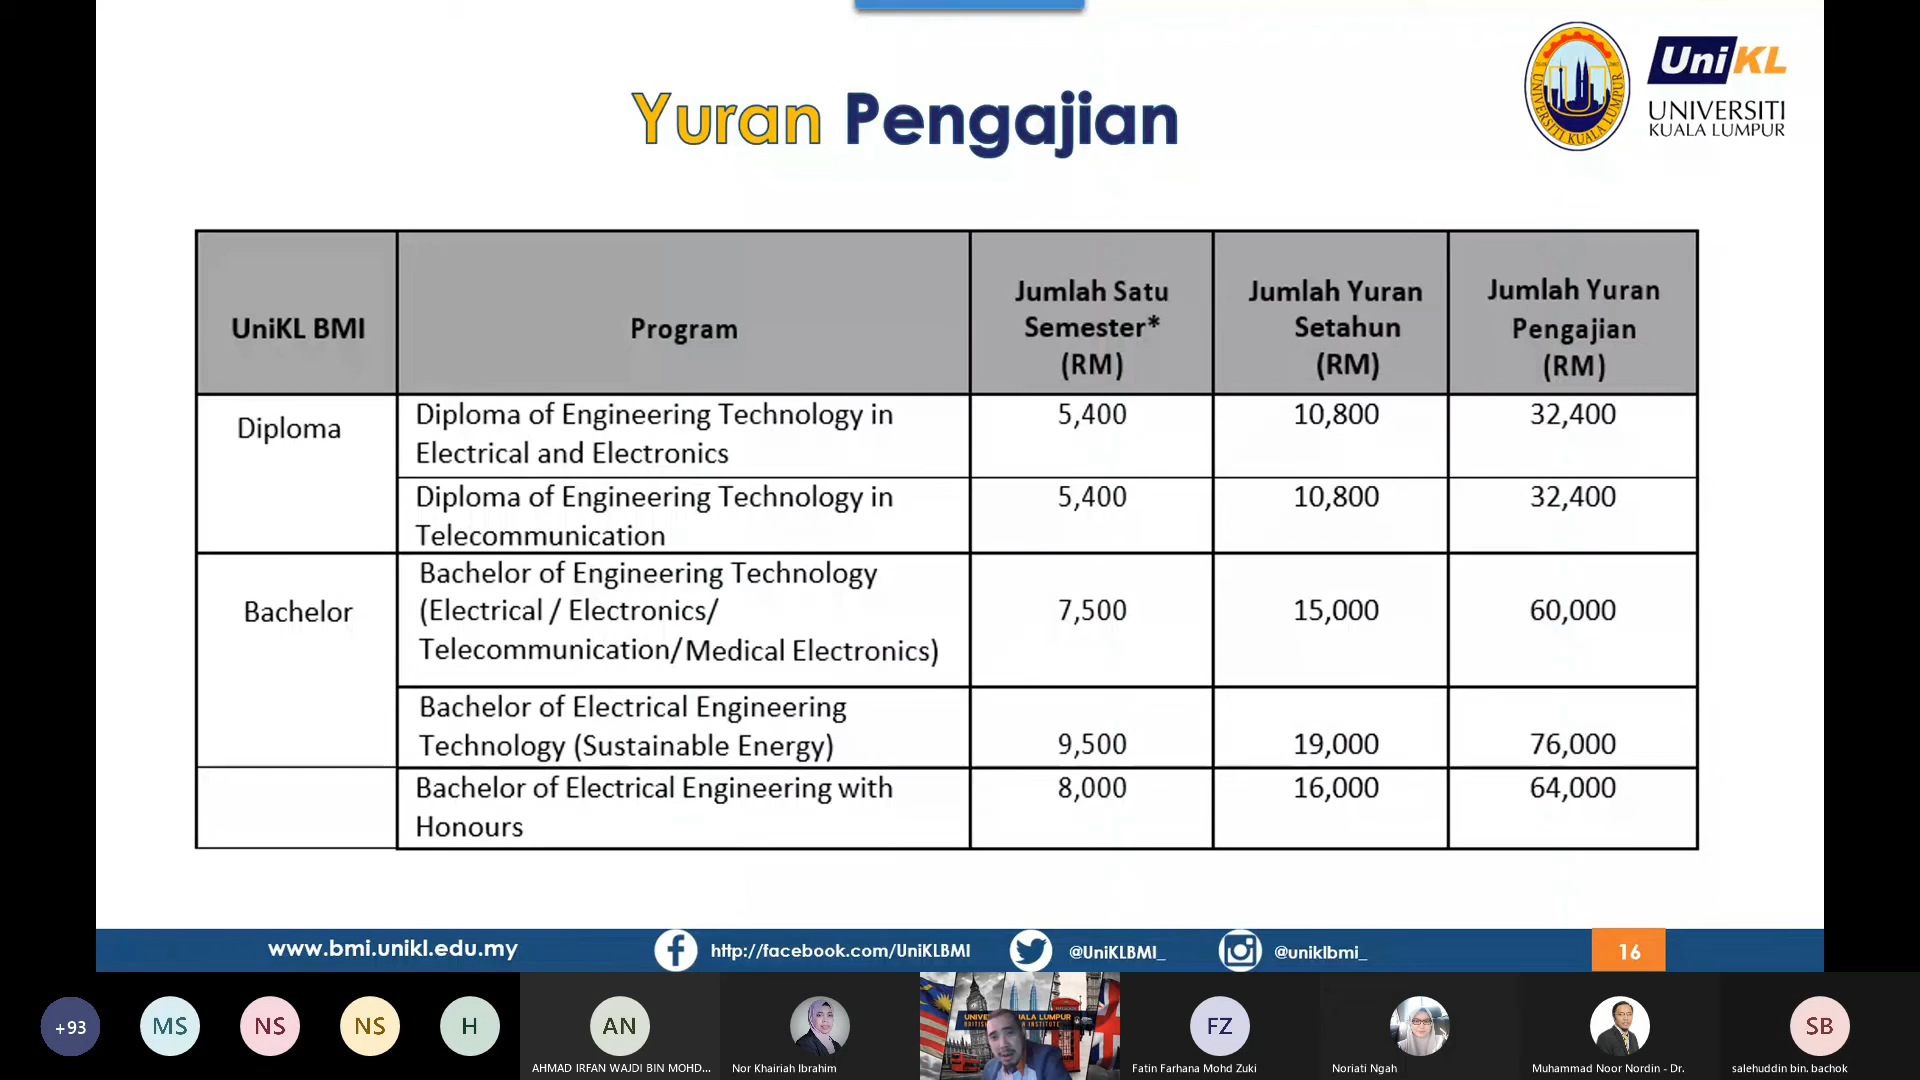 Yuran Pengajian
UNIVERSITI KUALA LUMPUR
UniKL
UNIVERSITI
KUALA LUMPUR
UniKL BMI
Program
Jumlah Satu
Semester*
(RM)
Jumlah Yuran
Setahun
(RM)
Jumlah Yuran
Pengajian
(RM)
Diploma
Diploma of Engineering Technology in
Electrical and Electronics
5,400
10,800
32,400
Diploma of Engineering Technology in
Telecommunication
5,400
10,800
32,400
Bachelor
Bachelor of Engineering Technology
(Electrical / Electronics/
Telecommunication/Medical Electronics)
7,500
15,000
60,000
Bachelor of Electrical Engineering
Technology (Sustainable Energy)
9,500
19,000
76,000
Bachelor of Electrical Engineering with
Honours
8,000
16,000
64,000
www.bmi.unikl.edu.my
http://facebook.com/UniKLBMI
@UniKLBMI_
@uniklbmi_
16
+93
MS
NS
NS
H
AN
AHMAD IRFAN WAJDI BIN MOHD...
Nor Khairiah Ibrahim
FZ
Fatin Farhana Mohd Zuki
Noriati Ngah
Muhammad Noor Nordin - Dr.
SB
salehuddin bin. bachok